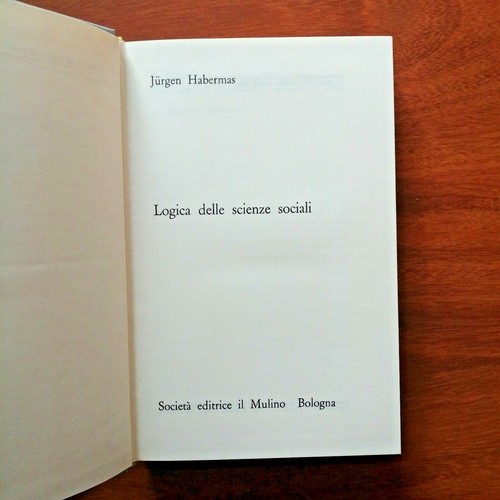 Jürgen Habermas
Logica delle scienze sociali
Società editrice il Mulino Bologna